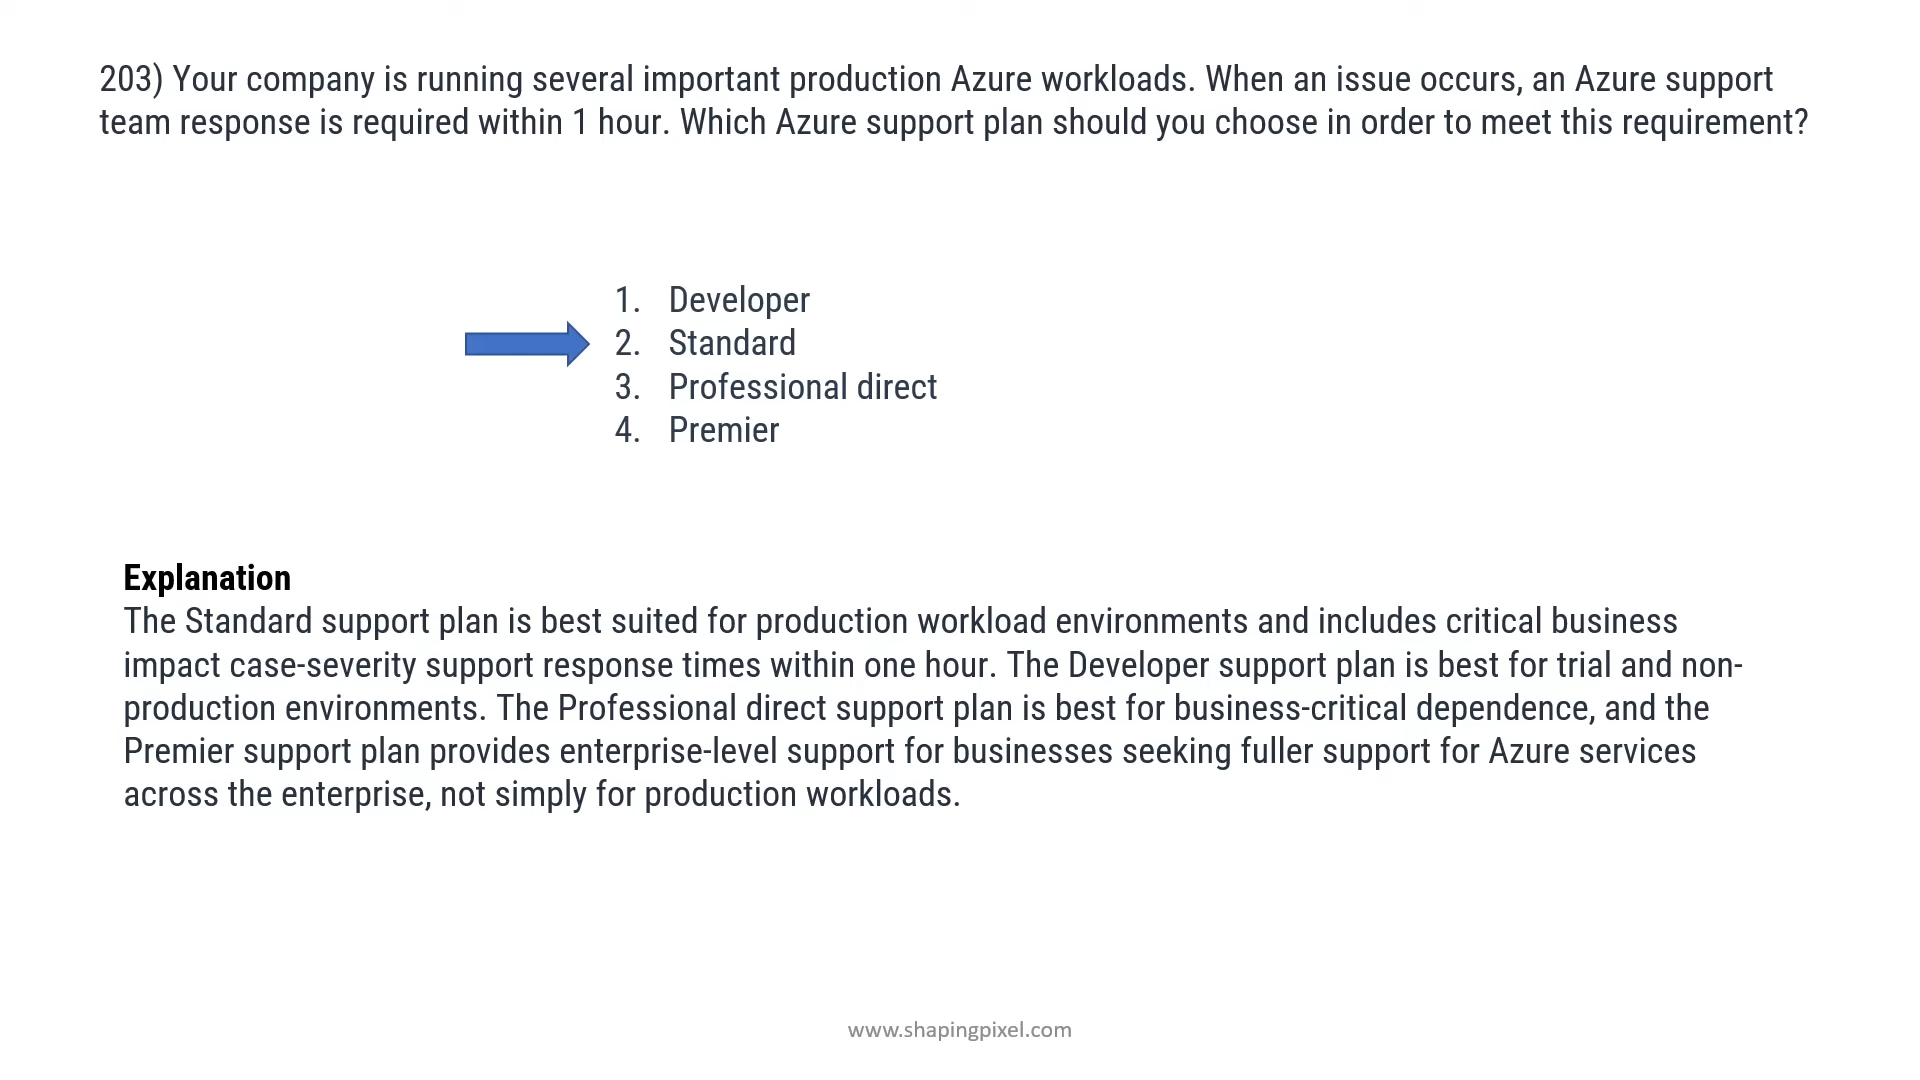 203) Your company is running several important production Azure workloads. When an issue occurs, an Azure support
team response is required within 1 hour. Which Azure support plan should you choose in order to meet this requirement?
1. Developer
2. Standard
3. Professional direct
4. Premier
Explanation
The Standard support plan is best suited for production workload environments and includes critical business
impact case-severity support response times within one hour. The Developer support plan is best for trial and non-
production environments. The Professional direct support plan is best for business-critical dependence, and the
Premier support plan provides enterprise-level support for businesses seeking fuller support for Azure services
across the enterprise, not simply for production workloads.
www.shapingpixel.com